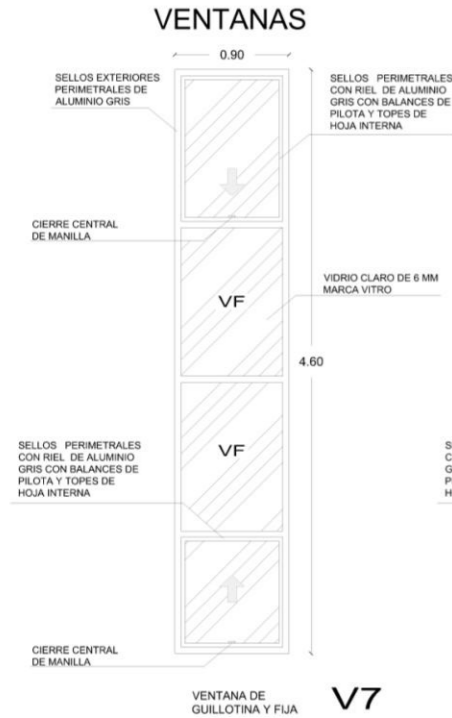 VENTANAS
0.90
SELLOS EXTERIORES
PERIMETRALES DE
ALUMINIO GRIS
SELLOS PERIMETRALES
CON RIEL DE ALUMINIO
GRIS CON BALANCES DE
PILOTA Y TOPES DE
HOJA INTERNA
CIERRE CENTRAL
DE MANILLA
VIDRIO CLARO DE 6 MM
MARCA VITRO
VF
4.60
VF
SELLOS PERIMETRALES
CON RIEL DE ALUMINIO
GRIS CON BALANCES DE
PILOTA Y TOPES DE
HOJA INTERNA
CIERRE CENTRAL
DE MANILLA
VENTANA DE
GUILLOTINA Y FIJA
V7